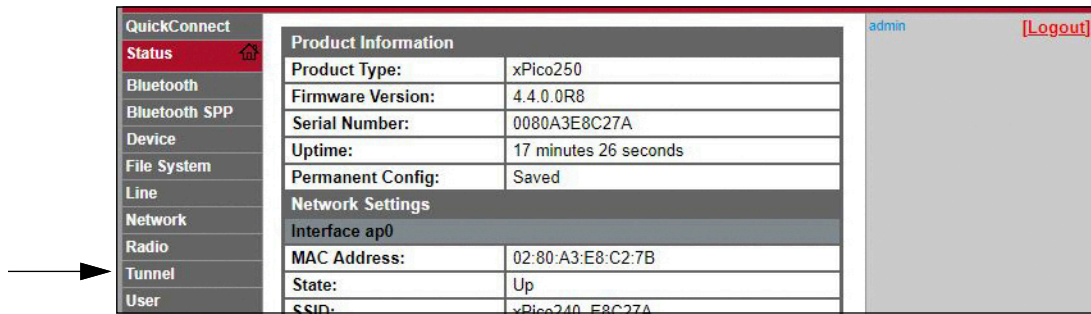 QuickConnect
Status
Bluetooth
Bluetooth SPP
Device
File System
Line
Network
Radio
Tunnel
User
Product Information
Product Type: xPico250
Firmware Version: 4.4.0.0R8
Serial Number: 0080A3E8C27A
Uptime: 17 minutes 26 seconds
Permanent Config: Saved
Network Settings
Interface ap0
MAC Address: 02:80:A3:E8:C2:7B
State: Up
SSID: xPico240_E8C27A
admin [Logout]